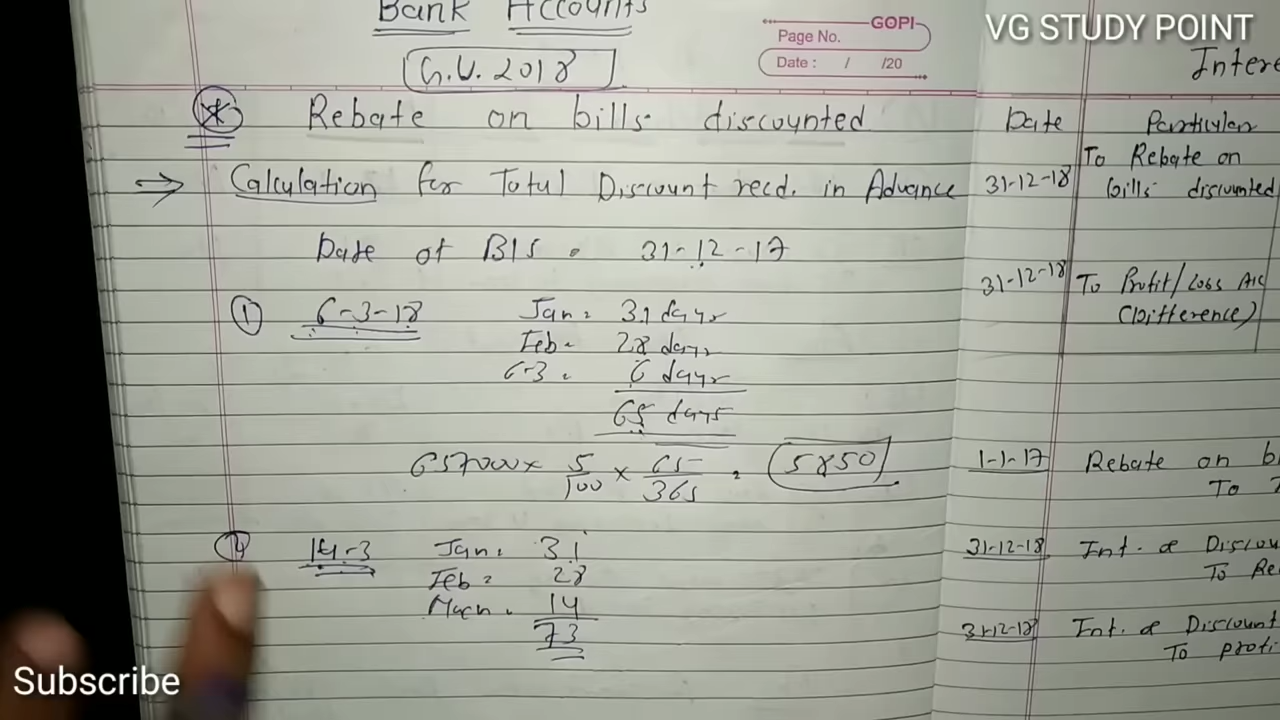 Bank Accounts
GOPI
Page No.
Date : / /20
VG STUDY POINT
G.U. 2018
Intere
Rebate on bills discounted
Calculation for Total Discount recd. in Advance
Date of B/S = 31-12-17
① 6-3-18 Jan = 31 days
Feb = 28 days
6-3 = 6 days
65 days
657000 × 5/100 × 65/365 = 5850
14-3 Jan = 31
Feb = 28
14
73
Date Particular
31-12-18 To Rebate on
bills discounted
31-12-18 To Profit/Loss A/c
(Difference)
1-1-17 Rebate on b
To
31-12-18 Int. & Discou
To Re
31-12-18 Int. & Discount
To profi
Subscribe